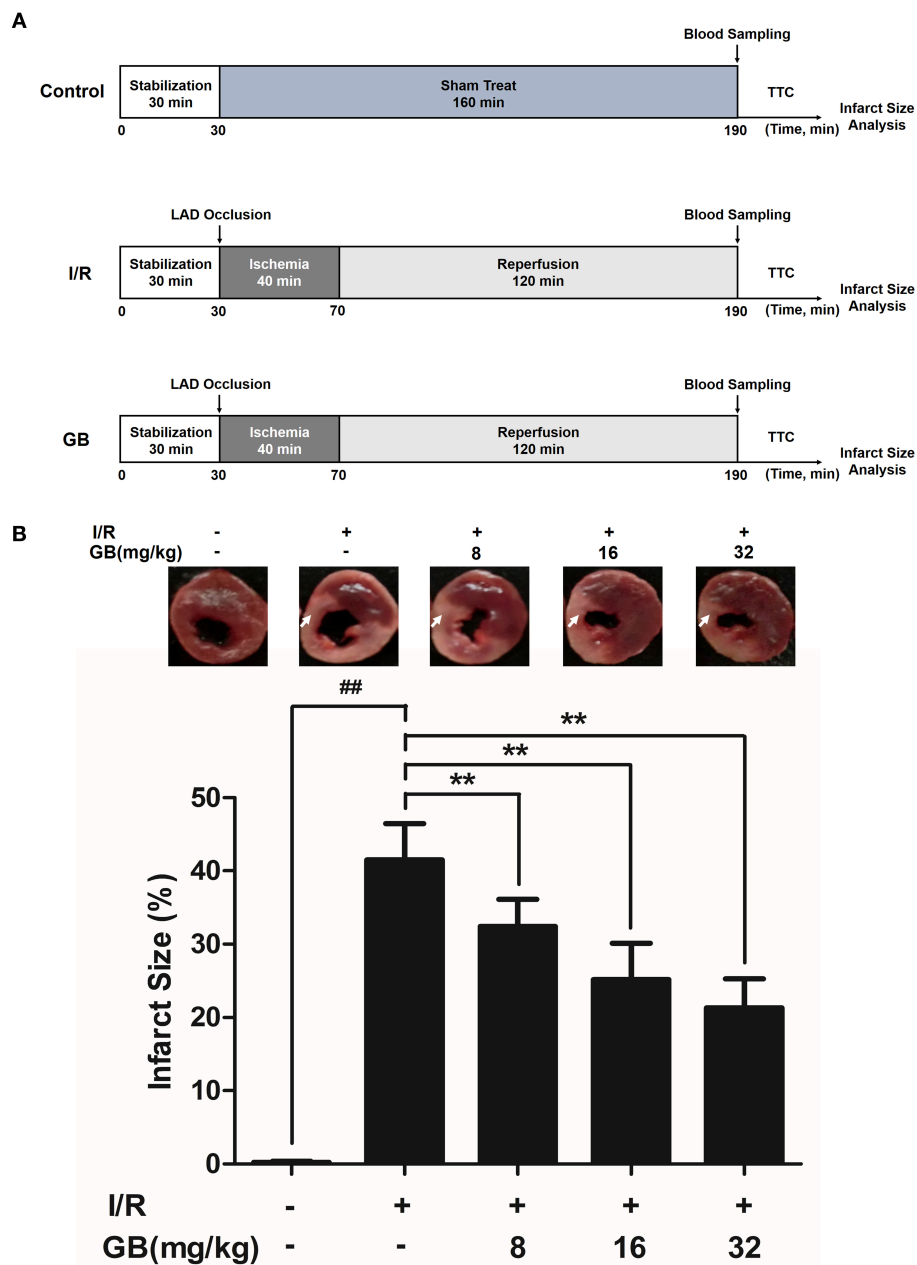 A
Blood Sampling
Control
Stabilization
30 min
Sham Treat
160 min
TTC
Infarct Size
Analysis
0
30
190
(Time, min)
LAD Occlusion
Blood Sampling
I/R
Stabilization
30 min
Ischemia
40 min
Reperfusion
120 min
TTC
Infarct Size
Analysis
0
30
70
190
(Time, min)
LAD Occlusion
Blood Sampling
GB
Stabilization
30 min
Ischemia
40 min
Reperfusion
120 min
TTC
Infarct Size
Analysis
0
30
70
190
(Time, min)
B
I/R - + + + +
GB(mg/kg) - - 8 16 32
##
**
**
**
Infarct Size (%)
50
40
30
20
10
0
I/R - + + + +
GB(mg/kg) - - 8 16 32